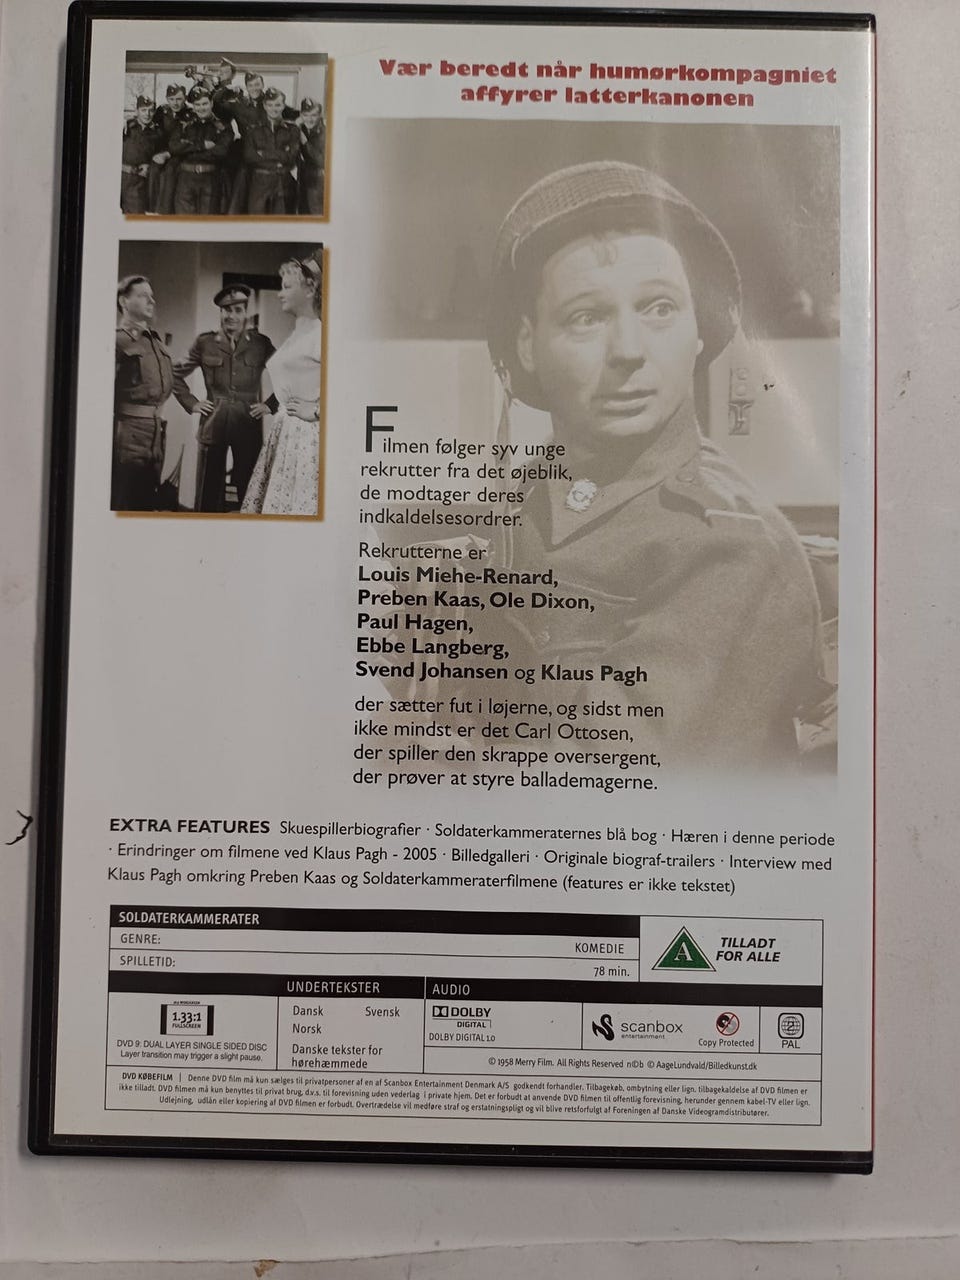 Vær beredt når humørkompagniet
affyrer latterkanonen
Filmen følger syv unge
rekrutter fra det øjeblik,
de modtager deres
indkaldelsesordrer.
Rekrutterne er
Louis Miehe-Renard,
Preben Kaas, Ole Dixon,
Paul Hagen,
Ebbe Langberg,
Svend Johansen og Klaus Pagh
der sætter fut i løjerne, og sidst men
ikke mindst er det Carl Ottosen,
der spiller den skrappe oversergent,
der prøver at styre ballademagerne.
EXTRA FEATURES Skuespillerbiografier · Soldaterkammeraternes blå bog · Hæren i denne periode
· Erindringer om filmene ved Klaus Pagh - 2005 · Billedgalleri · Originale biograf-trailers · Interview med
Klaus Pagh omkring Preben Kaas og Soldaterkammeraterfilmene (features er ikke tekstet)
SOLDATERKAMMERATER
GENRE: KOMEDIE
SPILLETID: 78 min.
A TILLADT
FOR ALLE
UNDERTEKSTER
AUDIO
1.33:1
FULLSCREEN
DVD 9: DUAL LAYER SINGLE SIDED DISC
Layer transition may trigger a slight pause.
Dansk Svensk
Norsk
Danske tekster for
hørehæmmede
DOLBY
DIGITAL
DOLBY DIGITAL 1.0
scanbox
entertainment
Copy Protected
2
PAL
© 1958 Merry Film. All Rights Reserved n©b © AageLundvald/Billedkunst.dk
DVD KØBEFILM | Denne DVD film må kun sælges til privatpersoner af en af Scanbox Entertainment Denmark A/S godkendt forhandler. Tilbagekøb, ombytning eller lign. tilbagekaldelse af DVD filmen er
ikke tilladt. DVD filmen må kun benyttes til privat brug, d.v.s. til forevisning uden vederlag i private hjem. Det er forbudt at anvende DVD filmen til offentlig forevisning, herunder gennem kabel-TV eller lign.
Udlejning, udlån eller kopiering af DVD filmen er forbudt. Overtrædelse vil medføre straf og erstatningspligt og vil blive retsforfulgt af Foreningen af Danske Videogramdistributører.